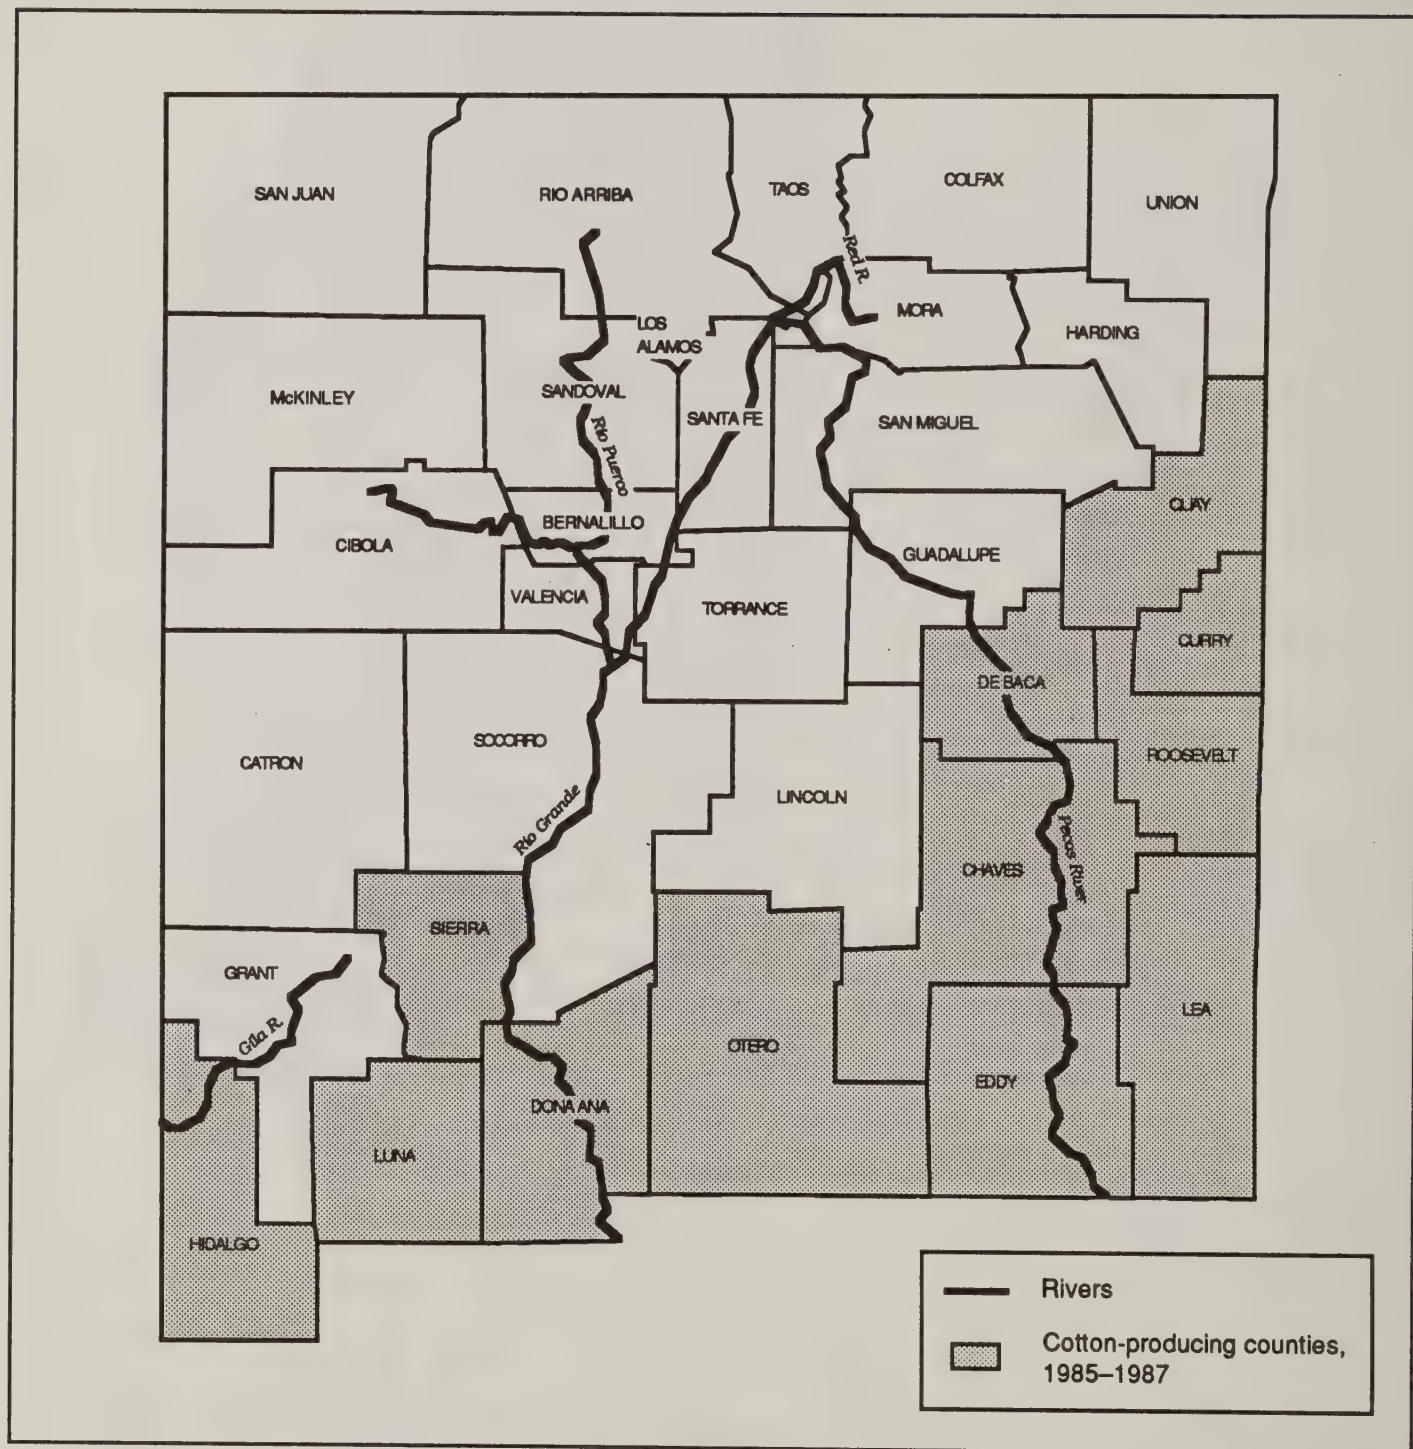 SAN JUAN
RIO ARRIBA
TAOS
COLFAX
UNION
Red R.
MORA
HARDING
LOS
ALAMOS
McKINLEY
SANDOVAL
SANTA FE
SAN MIGUEL
Rio Puerco
QUAY
BERNALILLO
CIBOLA
GUADALUPE
VALENCIA
TORRANCE
CURRY
DE BACA
SOCORRO
ROOSEVELT
CATRON
LINCOLN
Rio Grande
Pecos River
CHAVES
SIERRA
GRANT
LEA
Gila R.
OTERO
EDDY
DONA ANA
LUNA
HIDALGO
Rivers
Cotton-producing counties,
1985–1987